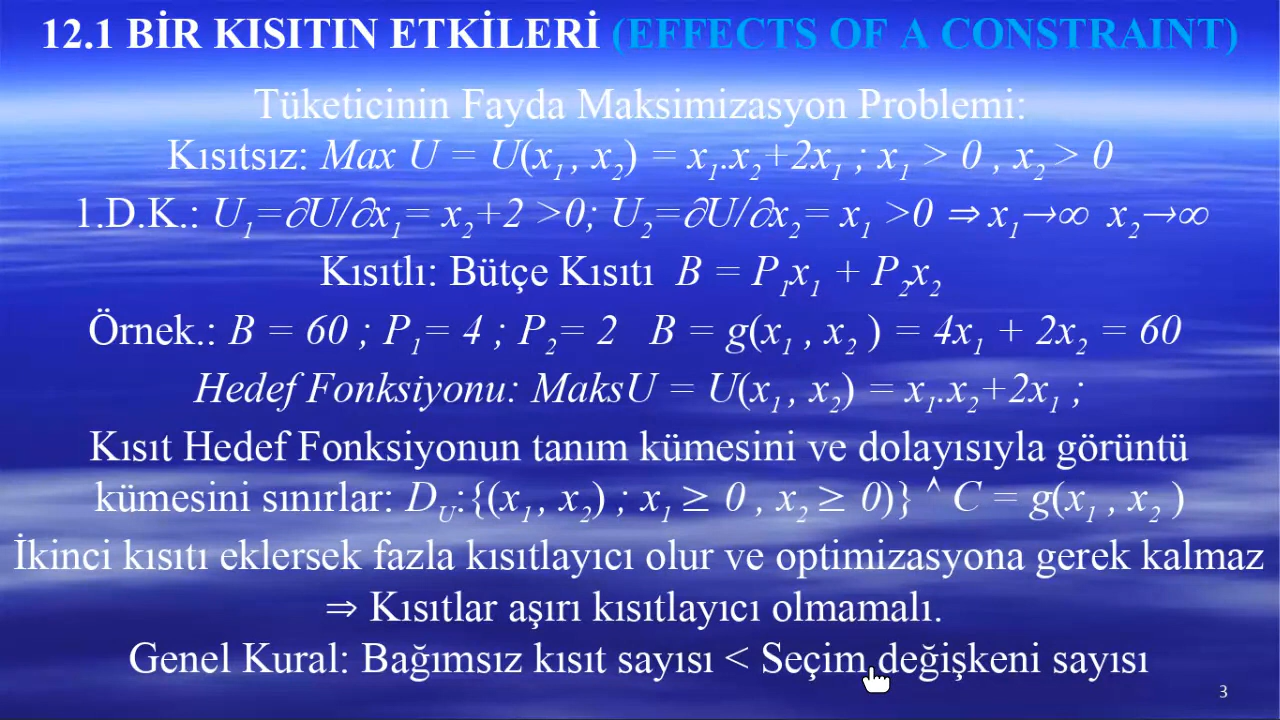 12.1 BİR KISITIN ETKİLERİ (EFFECTS OF A CONSTRAINT)
Tüketicinin Fayda Maksimizasyon Problemi:
Kısıtsız: Max U = U(x₁ , x₂) = x₁.x₂+2x₁ ; x₁ > 0 , x₂ > 0
1.D.K.: U₁=∂U/∂x₁= x₂+2 >0; U₂=∂U/∂x₂= x₁ >0 ⇒ x₁→∞ x₂→∞
Kısıtlı: Bütçe Kısıtı B = P₁x₁ + P₂x₂
Örnek.: B = 60 ; P₁= 4 ; P₂= 2 B = g(x₁ , x₂ ) = 4x₁ + 2x₂ = 60
Hedef Fonksiyonu: MaksU = U(x₁ , x₂) = x₁.x₂+2x₁ ;
Kısıt Hedef Fonksiyonun tanım kümesini ve dolayısıyla görüntü
kümesini sınırlar: D_U:{(x₁ , x₂) ; x₁ ≥ 0 , x₂ ≥ 0)} ^ C = g(x₁ , x₂ )
İkinci kısıtı eklersek fazla kısıtlayıcı olur ve optimizasyona gerek kalmaz
⇒ Kısıtlar aşırı kısıtlayıcı olmamalı.
Genel Kural: Bağımsız kısıt sayısı < Seçim değişkeni sayısı
3